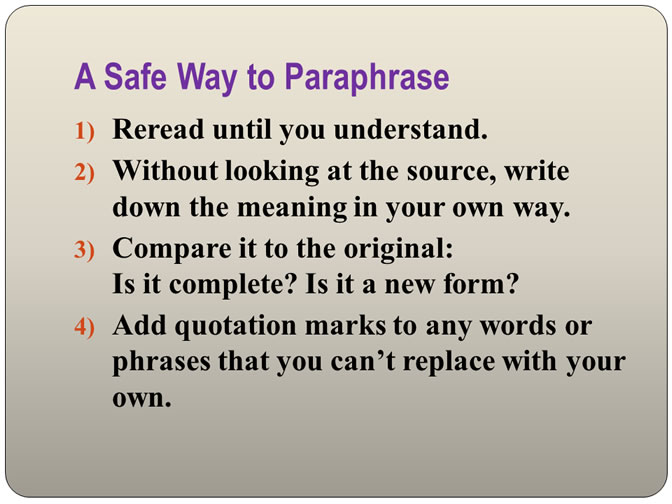 A Safe Way to Paraphrase
1) Reread until you understand.
2) Without looking at the source, write
down the meaning in your own way.
3) Compare it to the original:
Is it complete? Is it a new form?
4) Add quotation marks to any words or
phrases that you can’t replace with your
own.